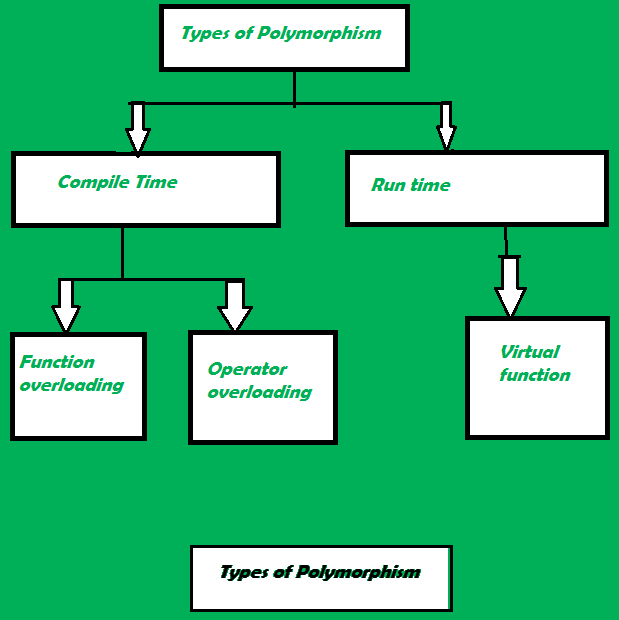 Types of Polymorphism
Compile Time
Run time
Function
overloading
Operator
overloading
Virtual
function
Types of Polymorphism